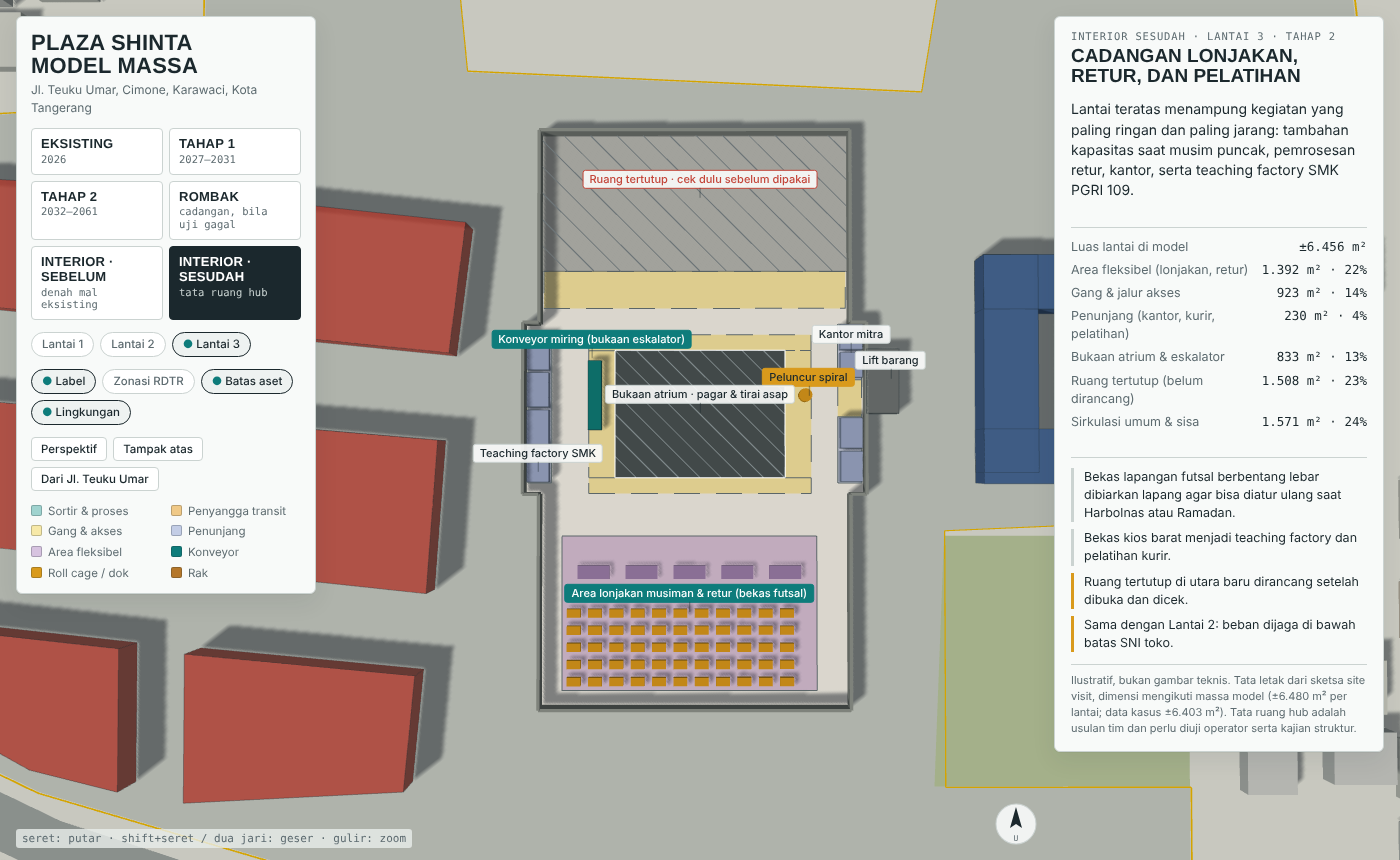 PLAZA SHINTA
MODEL MASSA
Jl. Teuku Umar, Cimone, Karawaci, Kota
Tangerang
EKSISTING
2026
TAHAP 1
2027—2031
TAHAP 2
2032—2061
ROMBAK
cadangan, bila
uji gagal
INTERIOR ·
SEBELUM
denah mal
eksisting
INTERIOR ·
SESUDAH
tata ruang hub
Lantai 1
Lantai 2
Lantai 3
Label
Zonasi RDTR
Batas aset
Lingkungan
Perspektif
Tampak atas
Dari Jl. Teuku Umar
Sortir & proses
Penyangga transit
Gang & akses
Penunjang
Area fleksibel
Konveyor
Roll cage / dok
Rak
seret: putar · shift+seret / dua jari: geser · gulir: zoom
Ruang tertutup · cek dulu sebelum dipakai
Konveyor miring (bukaan eskalator)
Kantor mitra
Lift barang
Peluncur spiral
Bukaan atrium · pagar & tirai asap
Teaching factory SMK
Area lonjakan musiman & retur (bekas futsal)
U
INTERIOR SESUDAH · LANTAI 3 · TAHAP 2
CADANGAN LONJAKAN,
RETUR, DAN PELATIHAN
Lantai teratas menampung kegiatan yang
paling ringan dan paling jarang: tambahan
kapasitas saat musim puncak, pemrosesan
retur, kantor, serta teaching factory SMK
PGRI 109.
Luas lantai di model ±6.456 m²
Area fleksibel (lonjakan, retur) 1.392 m² · 22%
Gang & jalur akses 923 m² · 14%
Penunjang (kantor, kurir, 230 m² · 4%
pelatihan)
Bukaan atrium & eskalator 833 m² · 13%
Ruang tertutup (belum 1.508 m² · 23%
dirancang)
Sirkulasi umum & sisa 1.571 m² · 24%
Bekas lapangan futsal berbentang lebar
dibiarkan lapang agar bisa diatur ulang saat
Harbolnas atau Ramadan.
Bekas kios barat menjadi teaching factory dan
pelatihan kurir.
Ruang tertutup di utara baru dirancang setelah
dibuka dan dicek.
Sama dengan Lantai 2: beban dijaga di bawah
batas SNI toko.
Ilustratif, bukan gambar teknis. Tata letak dari sketsa site
visit, dimensi mengikuti massa model (±6.480 m² per
lantai; data kasus ±6.403 m²). Tata ruang hub adalah
usulan tim dan perlu diuji operator serta kajian struktur.